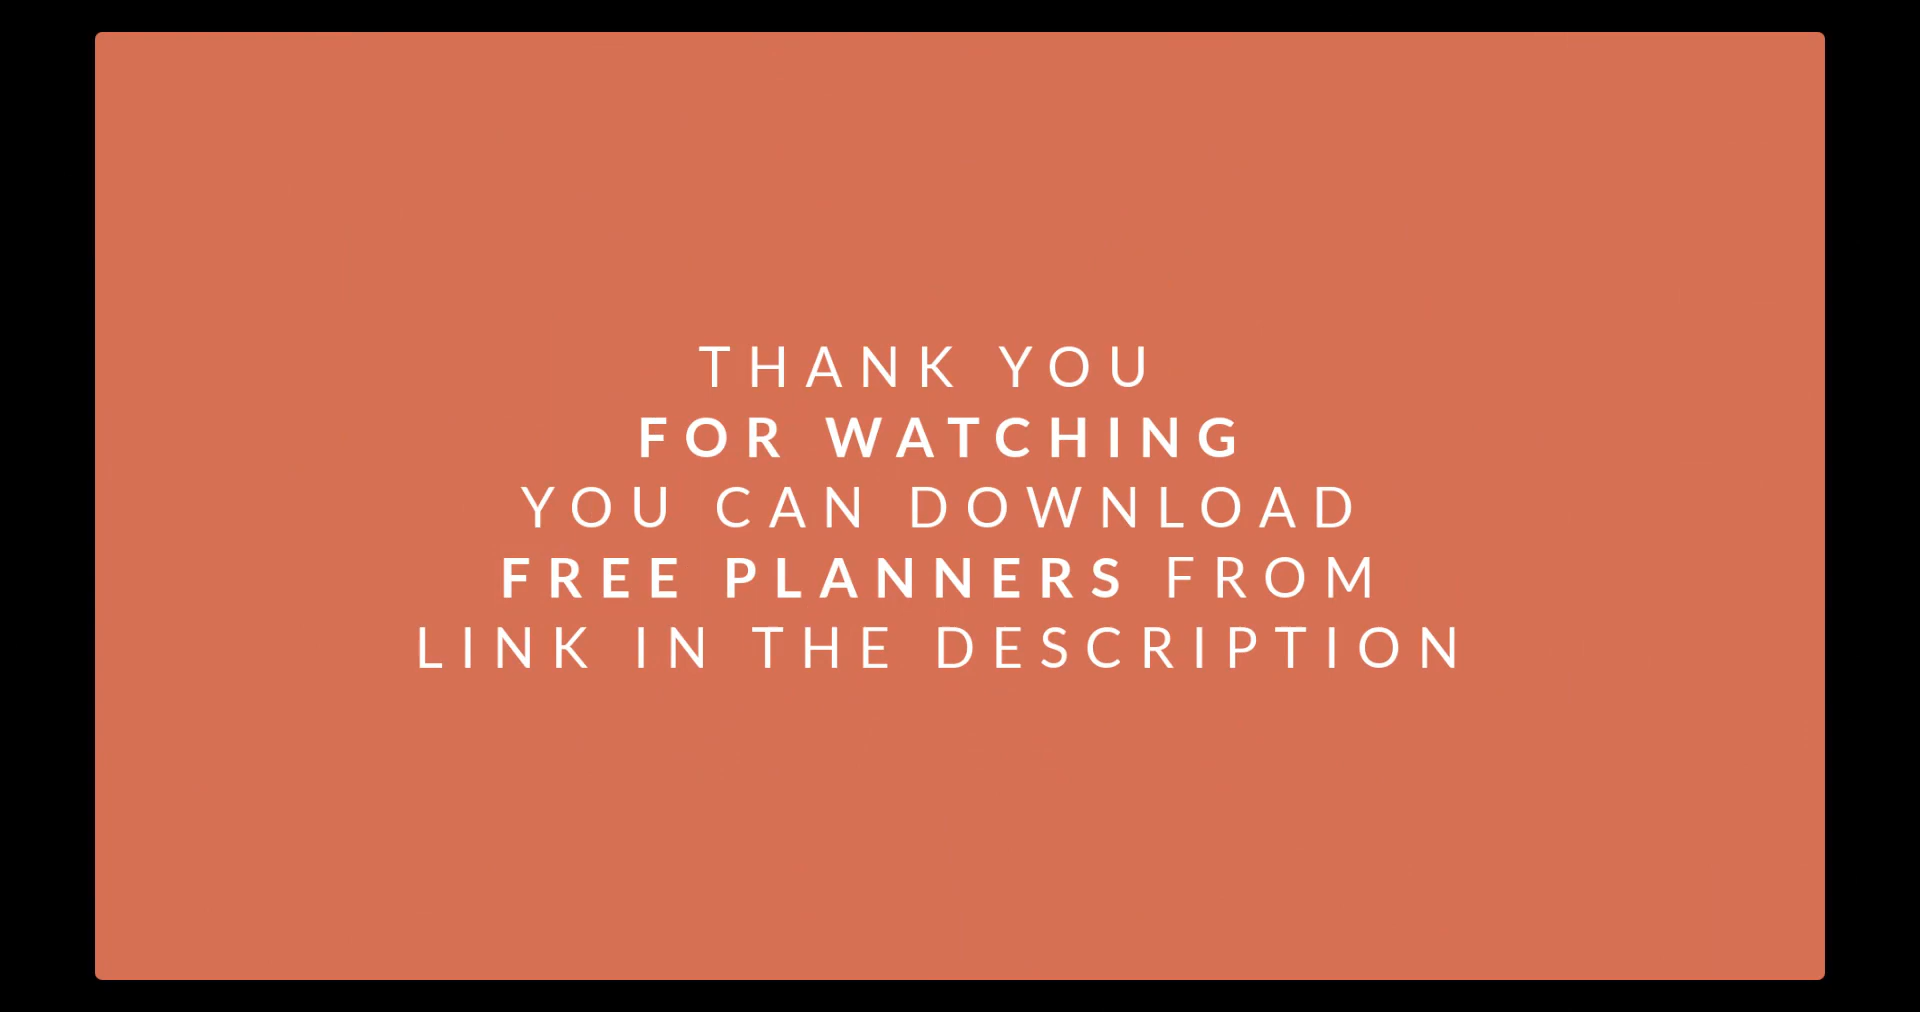 THANK YOU
FOR WATCHING
YOU CAN DOWNLOAD
FREE PLANNERS FROM
LINK IN THE DESCRIPTION